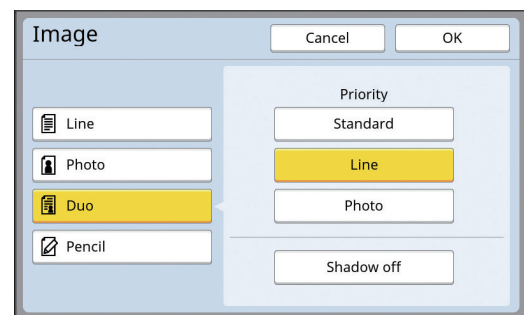 Image
Cancel
OK
Line
Photo
Duo
Pencil
Priority
Standard
Line
Photo
Shadow off